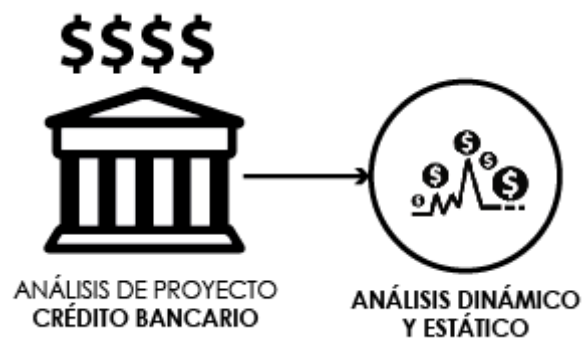 $$$$
$ $ $ $ $
ANÁLISIS DE PROYECTO
CRÉDITO BANCARIO
ANÁLISIS DINÁMICO
Y ESTÁTICO